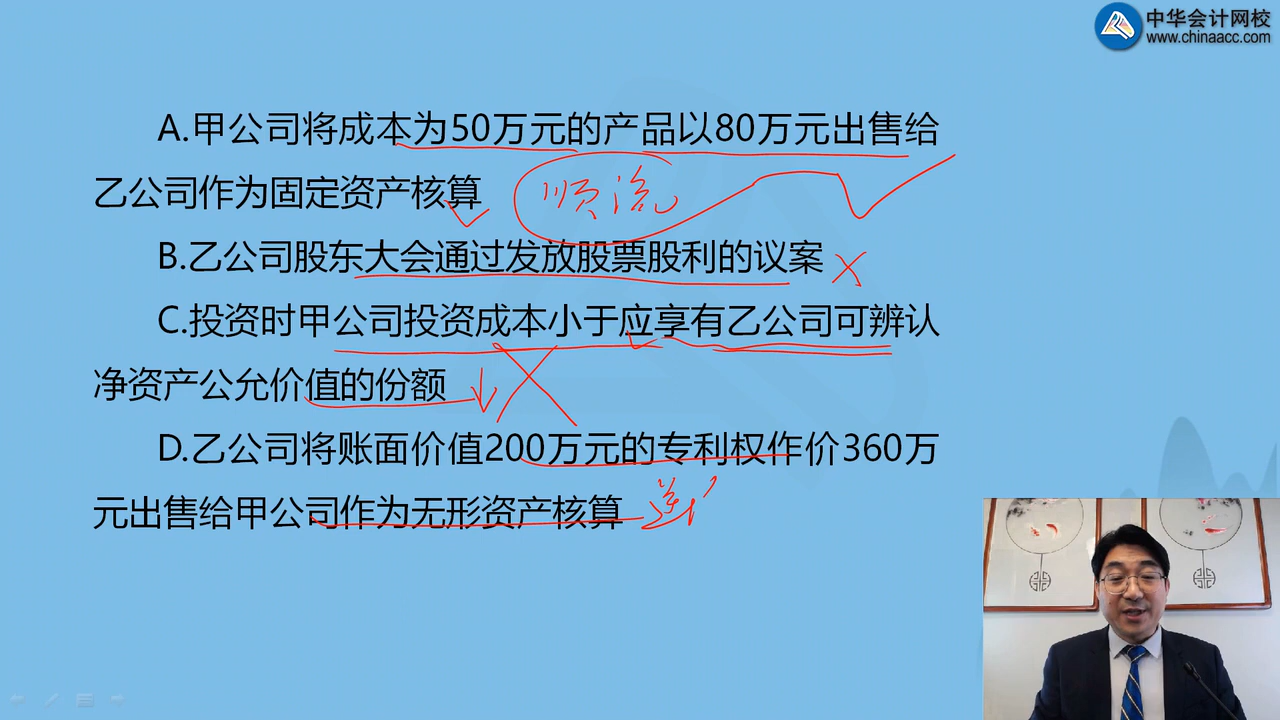 中华会计网校
www.chinaacc.com
A.甲公司将成本为50万元的产品以80万元出售给
乙公司作为固定资产核算
顺流
B.乙公司股东大会通过发放股票股利的议案
C.投资时甲公司投资成本小于应享有乙公司可辨认
净资产公允价值的份额
D.乙公司将账面价值200万元的专利权作价360万
元出售给甲公司作为无形资产核算